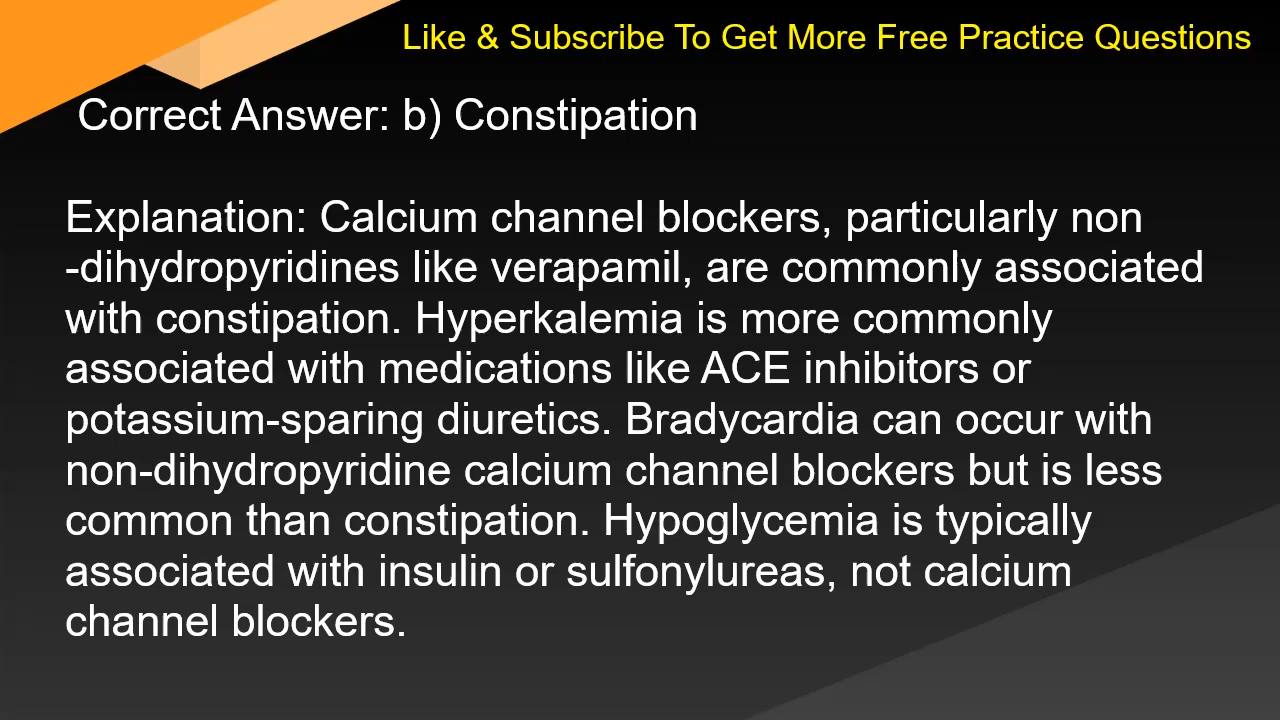 Like & Subscribe To Get More Free Practice Questions
Correct Answer: b) Constipation
Explanation: Calcium channel blockers, particularly non
-dihydropyridines like verapamil, are commonly associated
with constipation. Hyperkalemia is more commonly
associated with medications like ACE inhibitors or
potassium-sparing diuretics. Bradycardia can occur with
non-dihydropyridine calcium channel blockers but is less
common than constipation. Hypoglycemia is typically
associated with insulin or sulfonylureas, not calcium
channel blockers.